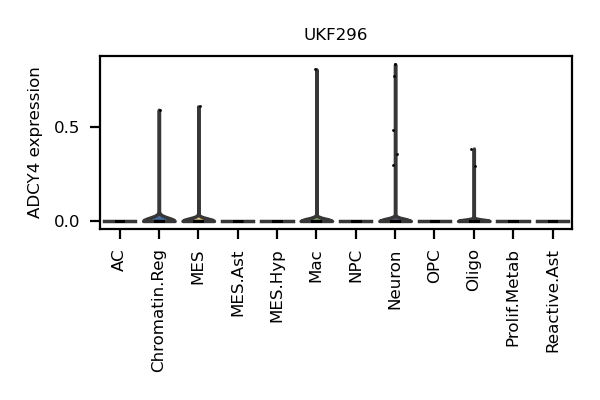 UKF296
ADCY4 expression
0.5
0.0
AC
Chromatin.Reg
MES
MES.Ast
MES.Hyp
Mac
NPC
Neuron
OPC
Oligo
Prolif.Metab
Reactive.Ast